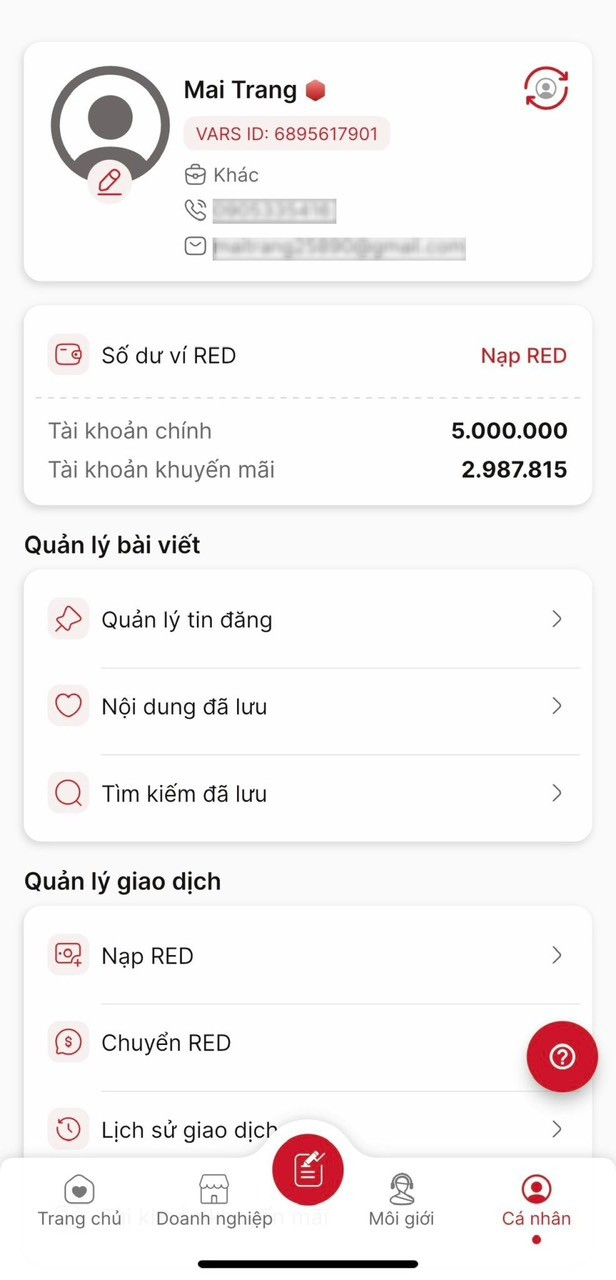 Mai Trang
VARS ID: 6895617901
Khác
Số dư ví RED
Nạp RED
Tài khoản chính
5.000.000
Tài khoản khuyến mãi
2.987.815
Quản lý bài viết
Quản lý tin đăng
Nội dung đã lưu
Tìm kiếm đã lưu
Quản lý giao dịch
Nạp RED
Chuyển RED
Lịch sử giao dịch
Trang chủ
Doanh nghiệp
Môi giới
Cá nhân